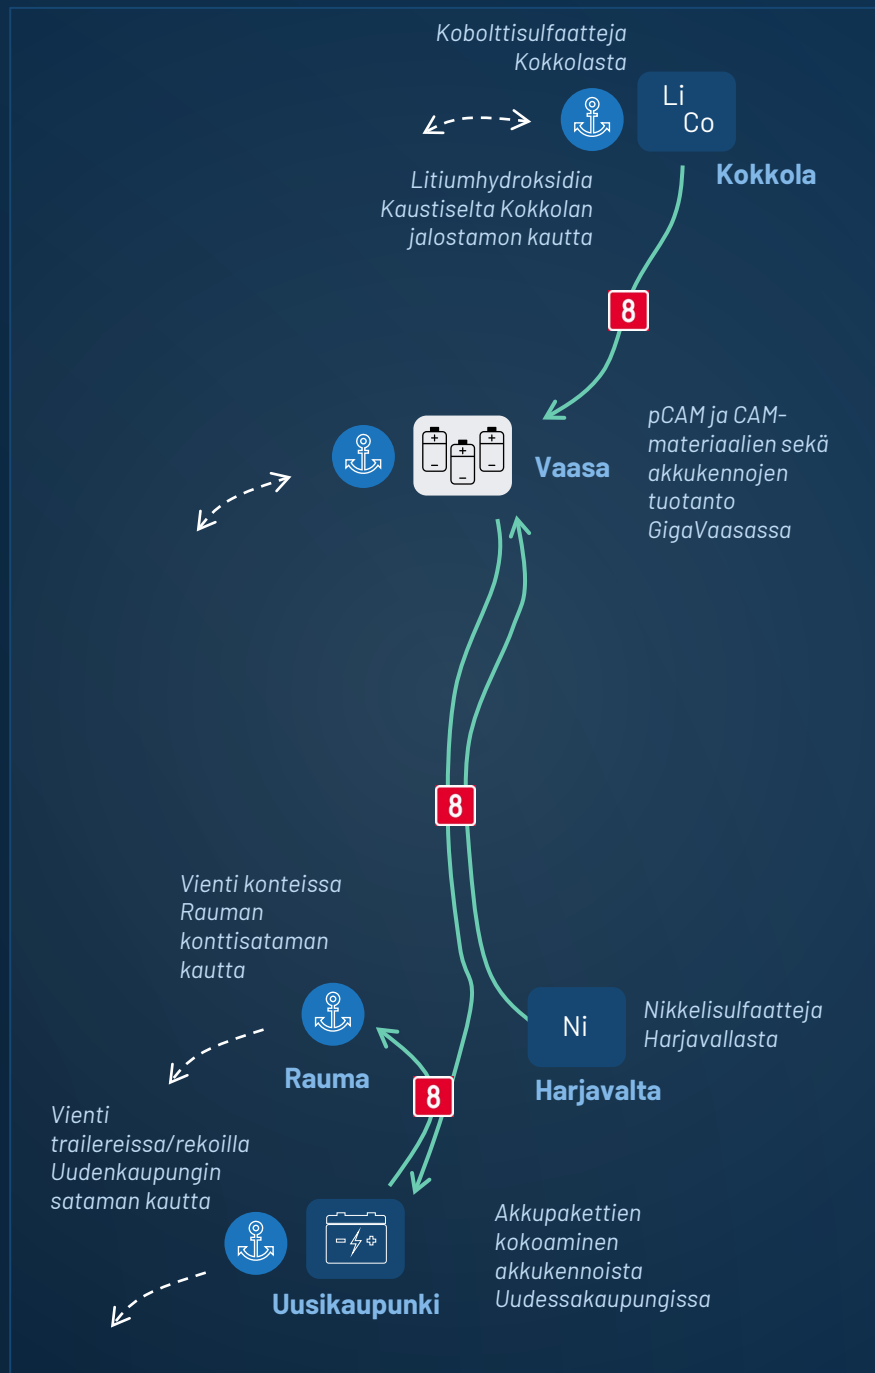 Kobolttisulfaatteja
Kokkolasta
Li
Co
Kokkola
Litiumhydroksidia
Kaustiselta Kokkolan
jalostamon kautta
8
pCAM ja CAM-
materiaalien sekä
akkukennojen
tuotanto
GigaVaasassa
Vaasa
8
Vienti konteissa
Rauman
konttisataman
kautta
Ni
Nikkelisulfaatteja
Harjavallasta
Rauma
Harjavalta
8
Vienti
trailereissa/rekoilla
Uudenkaupungin
sataman kautta
Akkupakettien
kokoaminen
akkukennoista
Uudessakaupungissa
Uusikaupunki